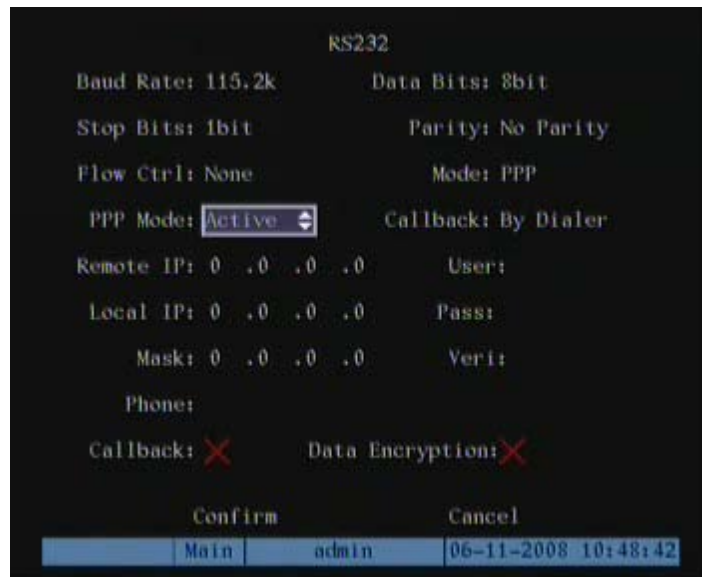 RS232
Baud Rate: 115.2k Data Bits: 8bit
Stop Bits: 1bit Parity: No Parity
Flow Ctrl: None Mode: PPP
PPP Mode: Active Callback: By Dialer
Remote IP: 0 .0 .0 .0 User:
Local IP: 0 .0 .0 .0 Pass:
Mask: 0 .0 .0 .0 Veri:
Phone:
Callback: Data Encryption:
Confirm Cancel
Main admin 06-11-2008 10:48:42